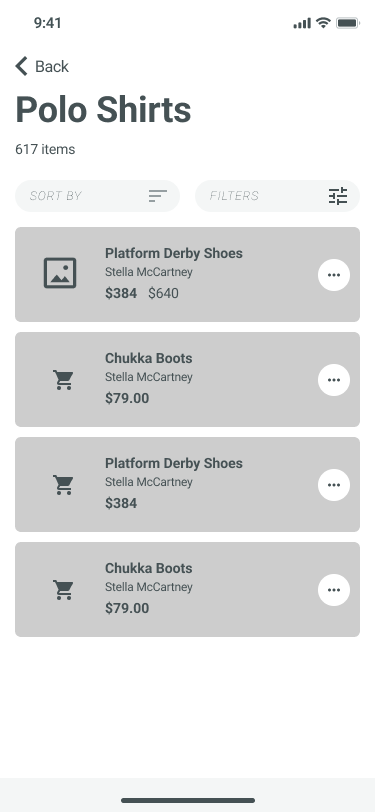 9:41
Back
Polo Shirts
617 items
SORT BY
FILTERS
Platform Derby Shoes
Stella McCartney
$384 $640
Chukka Boots
Stella McCartney
$79.00
Platform Derby Shoes
Stella McCartney
$384
Chukka Boots
Stella McCartney
$79.00